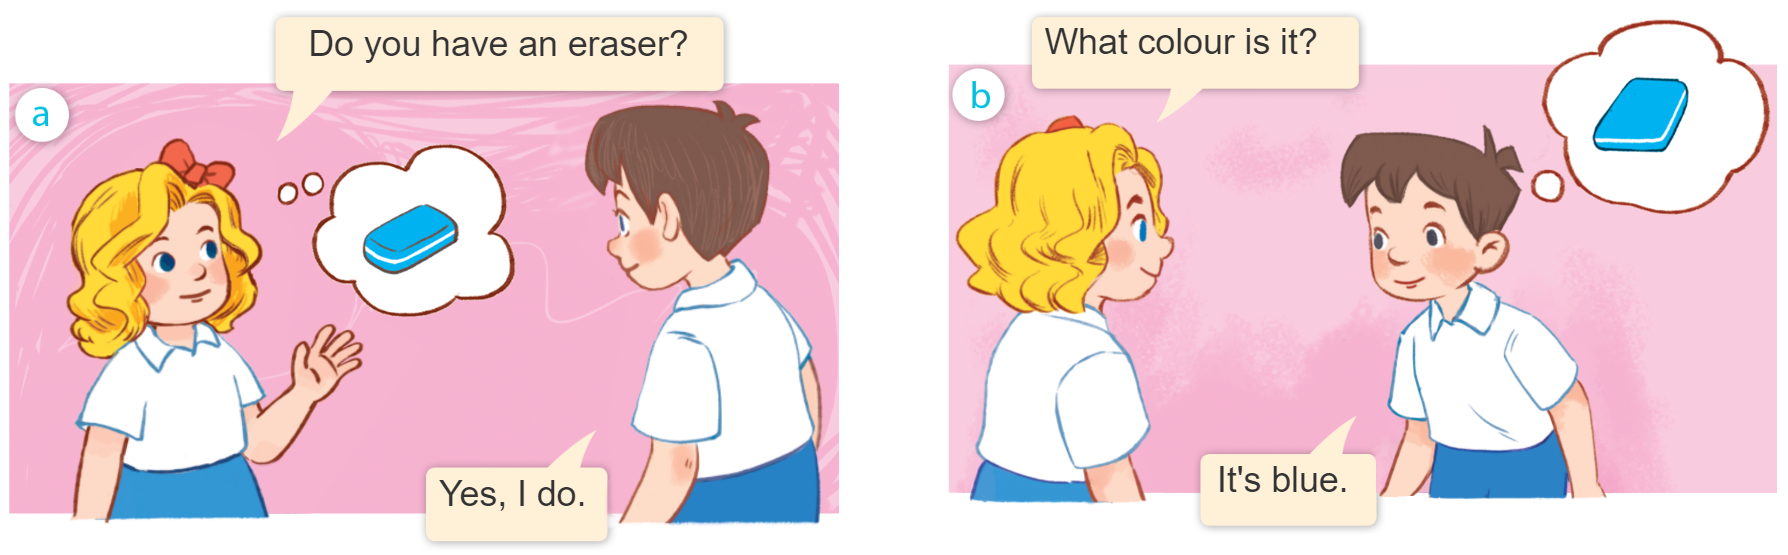 Do you have an eraser?
a
Yes, I do.
What colour is it?
b
It's blue.